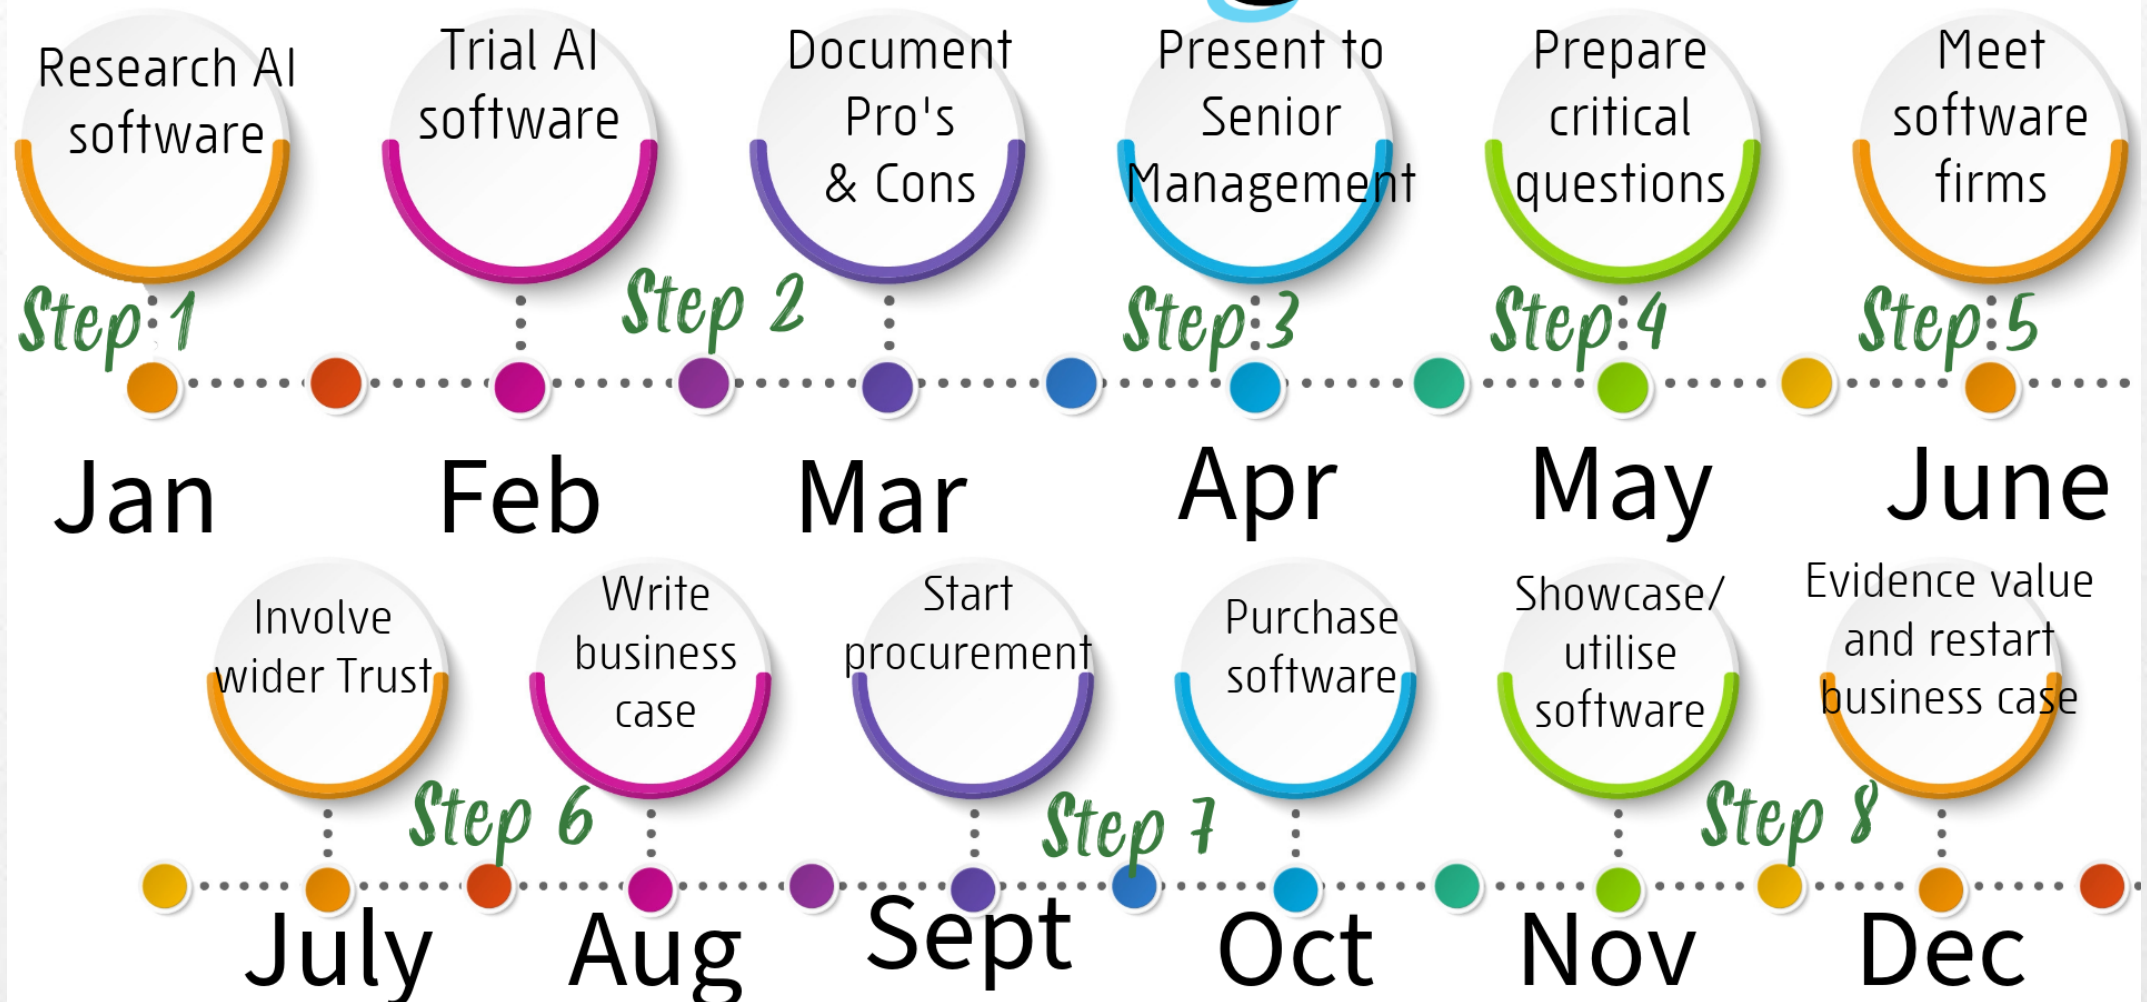 Research AI
software
Trial AI
software
Document
Pro's
& Cons
Present to
Senior
Management
Prepare
critical
questions
Meet
software
firms
Step 1
Step 2
Step 3
Step 4
Step 5
Jan
Feb
Mar
Apr
May
June
Involve
wider Trust
Write
business
case
Start
procurement
Purchase
software
Showcase/
utilise
software
Evidence value
and restart
business case
Step 6
Step 7
Step 8
July
Aug
Sept
Oct
Nov
Dec